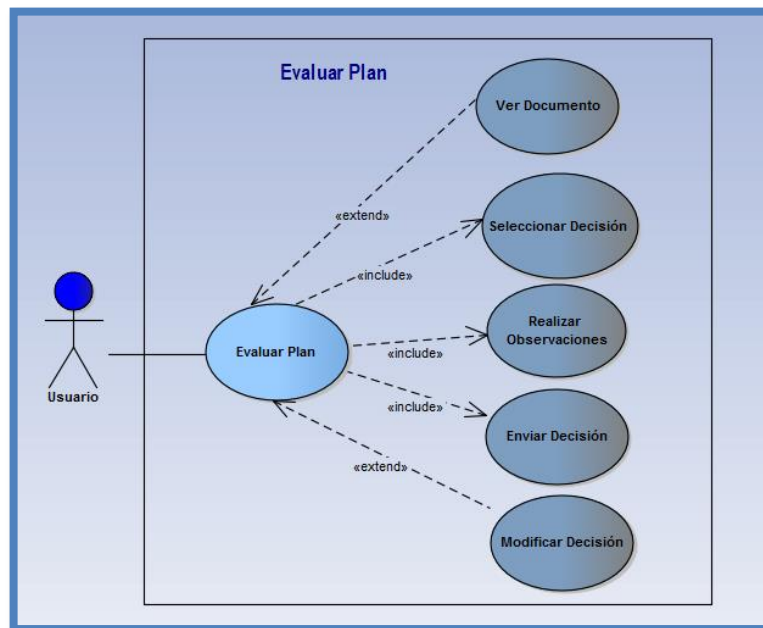 Evaluar Plan
Ver Documento
«extend»
Seleccionar Decisión
«include»
Realizar
Observaciones
«include»
Evaluar Plan
Usuario
«include»
Enviar Decisión
«extend»
Modificar Decisión